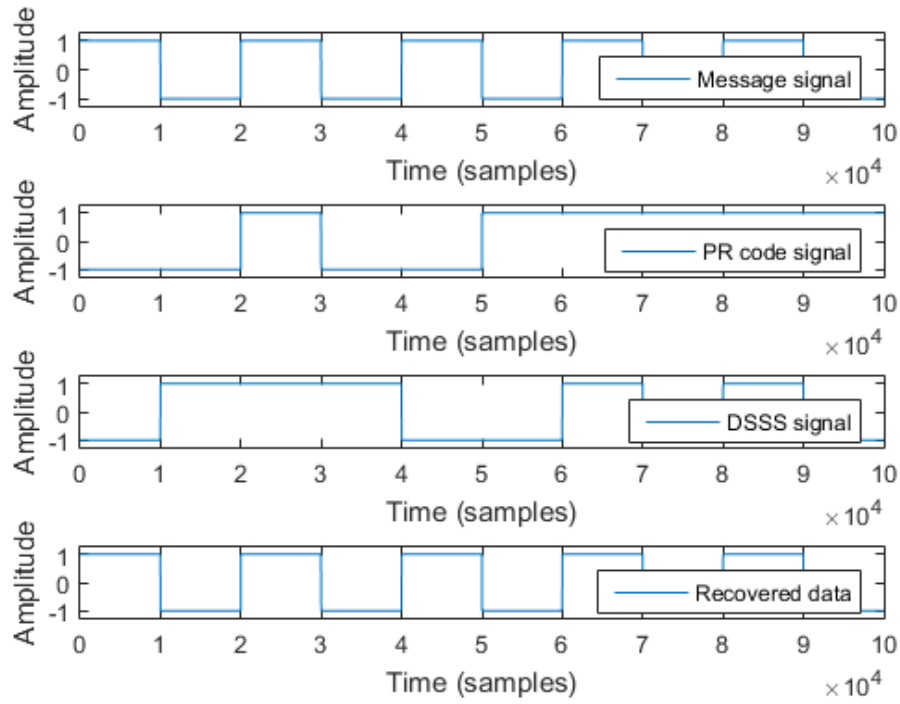 Amplitude
1
0
-1
Message signal
0 1 2 3 4 5 6 7 8 9 10
Time (samples)
×10^4
Amplitude
1
0
-1
PR code signal
0 1 2 3 4 5 6 7 8 9 10
Time (samples)
×10^4
Amplitude
1
0
-1
DSSS signal
0 1 2 3 4 5 6 7 8 9 10
Time (samples)
×10^4
Amplitude
1
0
-1
Recovered data
0 1 2 3 4 5 6 7 8 9 10
Time (samples)
×10^4